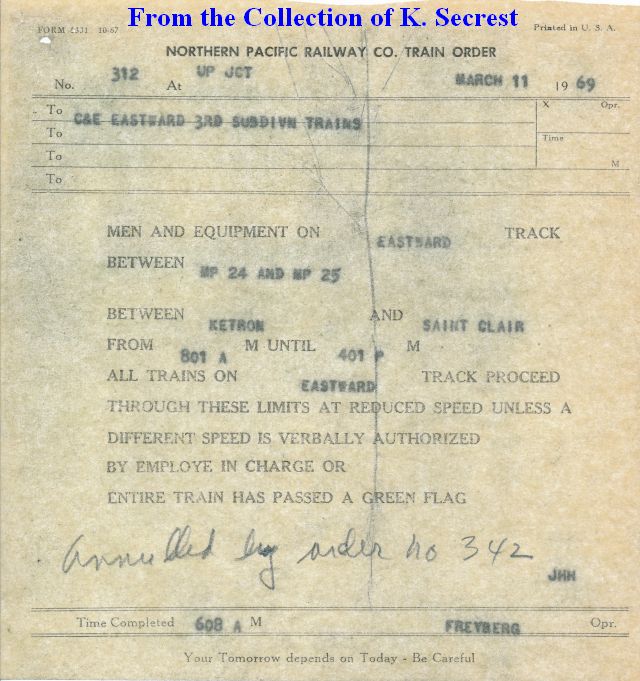 From the Collection of K. Secrest
FORM 2531 10-67 Printed in U. S. A.
NORTHERN PACIFIC RAILWAY CO. TRAIN ORDER
No. 312 At UP JCT MARCH 11 1969
To C&E EASTWARD 3RD SUBDIVN TRAINS X Opr.
To Time
To M
To
MEN AND EQUIPMENT ON EASTWARD TRACK
BETWEEN MP 24 AND MP 25
BETWEEN KETRON AND SAINT CLAIR
FROM 801 A M UNTIL 401 P M
ALL TRAINS ON EASTWARD TRACK PROCEED
THROUGH THESE LIMITS AT REDUCED SPEED UNLESS A
DIFFERENT SPEED IS VERBALLY AUTHORIZED
BY EMPLOYE IN CHARGE OR
ENTIRE TRAIN HAS PASSED A GREEN FLAG
annulled by order no 342
JHH
Time Completed 608 A M FREYBERG Opr.
Your Tomorrow depends on Today - Be Careful